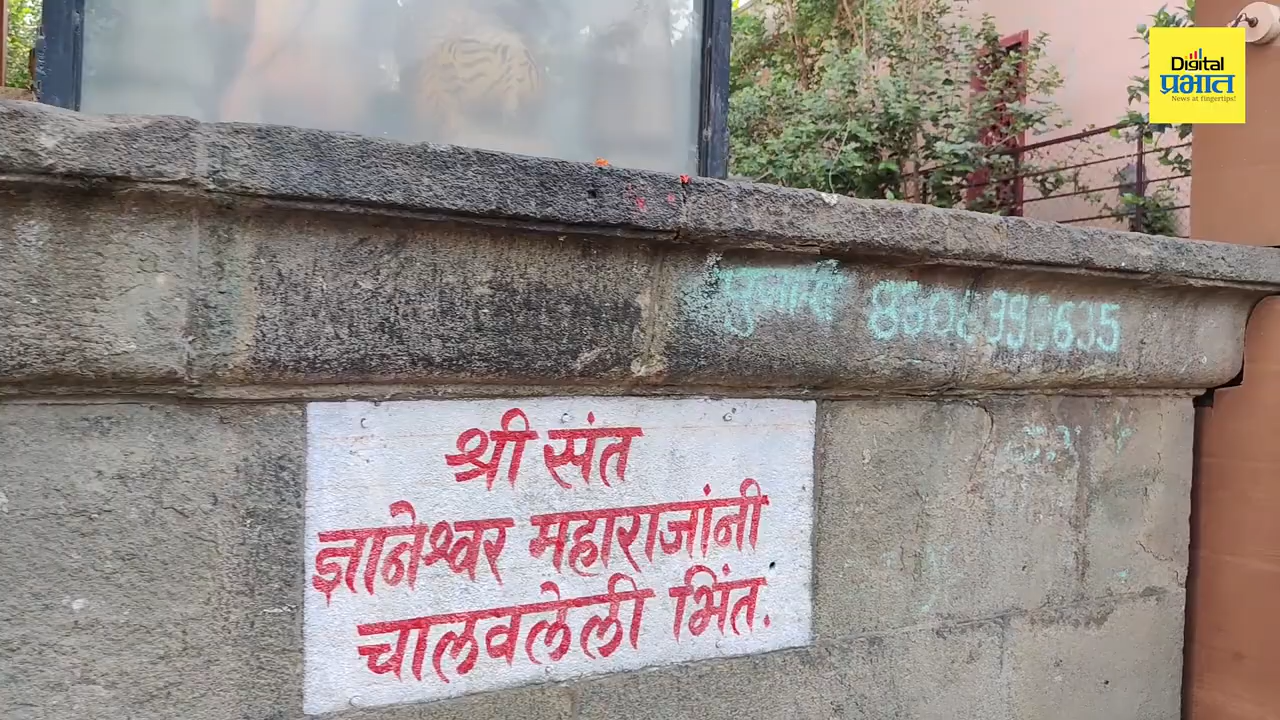 Digital
प्रभात
News at fingertips!
श्री संत
ज्ञानेश्वर महाराजांनी
चालवलेली भिंत.